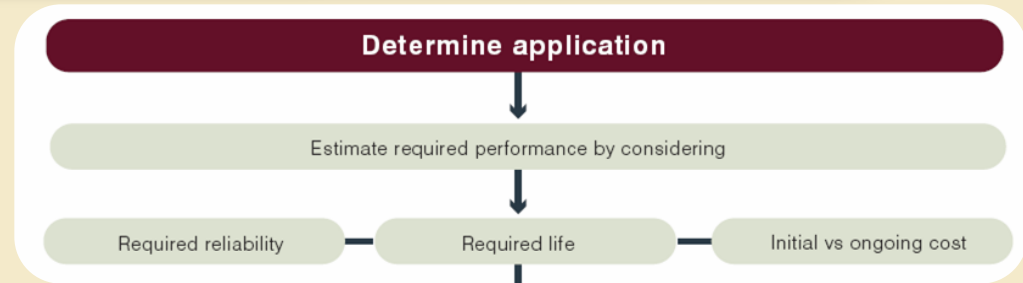 Determine application
Estimate required performance by considering
Required reliability
Required life
Initial vs ongoing cost